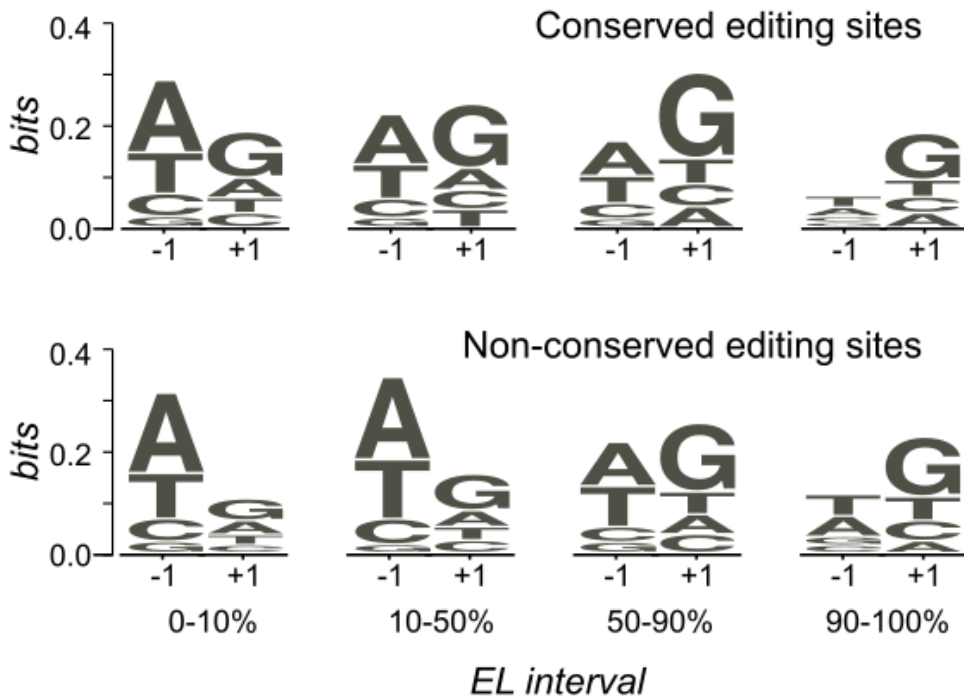 Conserved editing sites
0.4
0.2
0.0
bits
A G A G A G T G
T A T A T T A T
C T C C C C C C
G C G T G A G A
-1 +1 -1 +1 -1 +1 -1 +1
Non-conserved editing sites
0.4
0.2
0.0
bits
A G A G A G T G
T A T A T T A T
C T C T C A G C
G C G C G C C A
-1 +1 -1 +1 -1 +1 -1 +1
0-10% 10-50% 50-90% 90-100%
EL interval